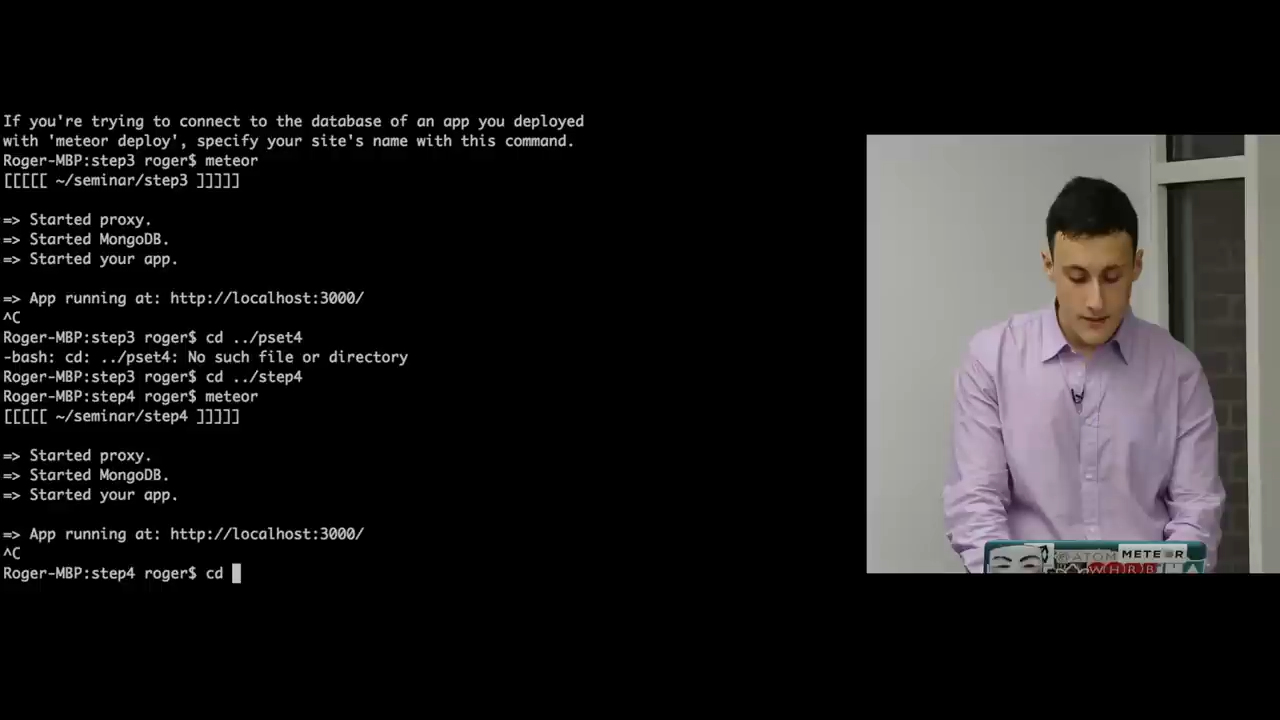 If you're trying to connect to the database of an app you deployed
with 'meteor deploy', specify your site's name with this command.
Roger-MBP:step3 roger$ meteor
[[[[[ ~/seminar/step3 ]]]]]
=> Started proxy.
=> Started MongoDB.
=> Started your app.
=> App running at: http://localhost:3000/
^C
Roger-MBP:step3 roger$ cd ../pset4
-bash: cd: ../pset4: No such file or directory
Roger-MBP:step3 roger$ cd ../step4
Roger-MBP:step4 roger$ meteor
[[[[[ ~/seminar/step4 ]]]]]
=> Started proxy.
=> Started MongoDB.
=> Started your app.
=> App running at: http://localhost:3000/
^C
Roger-MBP:step4 roger$ cd
ATOM
METEOR
WHRB